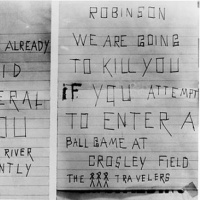 ALREADY
ID
ERAL
OU
RIVER
NTLY
ROBINSON
WE ARE GOING
TO KILL YOU
iF YOU ATTEMPT
TO ENTER A
BALL GAME AT
CROSLEY FIELD
THE TRAVELERS